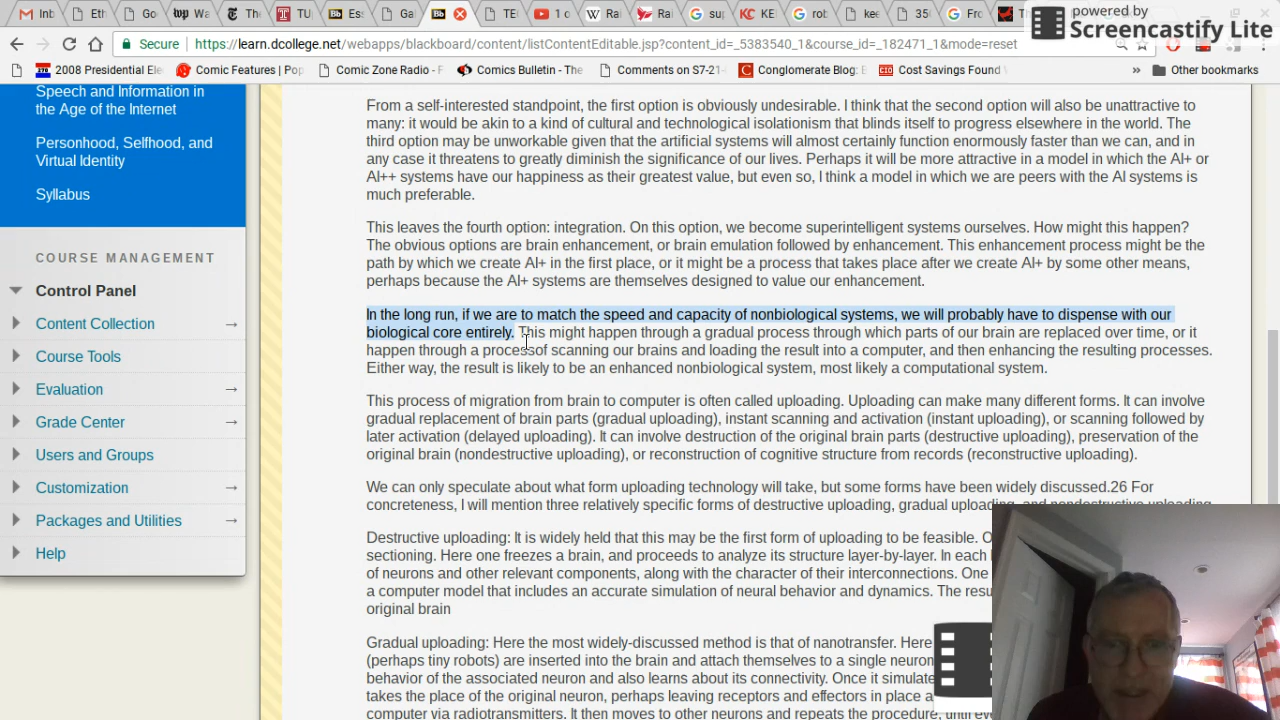 Inb
Eth
Go
Wa
The
TU
Bb Ess
Ga
Bb
TE
1 c
Ri
Ra
sup
KC KE
rot
kee
350
Fro
powered by
Screencastify Lite
Secure https://learn.dcollege.net/webapps/blackboard/content/listContentEditable.jsp?content_id=_5383540_1&course_id=_182471_1&mode=reset
270 2008 Presidential Ele
Comic Features | Pop
Comic Zone Radio - F
Comics Bulletin - The
Comments on S7-21-
Conglomerate Blog: B
CIO Cost Savings Found
» Other bookmarks
Speech and Information in
the Age of the Internet
Personhood, Selfhood, and
Virtual Identity
Syllabus
COURSE MANAGEMENT
Control Panel
Content Collection
Course Tools
Evaluation
Grade Center
Users and Groups
Customization
Packages and Utilities
Help
From a self-interested standpoint, the first option is obviously undesirable. I think that the second option will also be unattractive to
many: it would be akin to a kind of cultural and technological isolationism that blinds itself to progress elsewhere in the world. The
third option may be unworkable given that the artificial systems will almost certainly function enormously faster than we can, and in
any case it threatens to greatly diminish the significance of our lives. Perhaps it will be more attractive in a model in which the AI+ or
AI++ systems have our happiness as their greatest value, but even so, I think a model in which we are peers with the AI systems is
much preferable.
This leaves the fourth option: integration. On this option, we become superintelligent systems ourselves. How might this happen?
The obvious options are brain enhancement, or brain emulation followed by enhancement. This enhancement process might be the
path by which we create AI+ in the first place, or it might be a process that takes place after we create AI+ by some other means,
perhaps because the AI+ systems are themselves designed to value our enhancement.
In the long run, if we are to match the speed and capacity of nonbiological systems, we will probably have to dispense with our
biological core entirely. This might happen through a gradual process through which parts of our brain are replaced over time, or it
happen through a processof scanning our brains and loading the result into a computer, and then enhancing the resulting processes.
Either way, the result is likely to be an enhanced nonbiological system, most likely a computational system.
This process of migration from brain to computer is often called uploading. Uploading can make many different forms. It can involve
gradual replacement of brain parts (gradual uploading), instant scanning and activation (instant uploading), or scanning followed by
later activation (delayed uploading). It can involve destruction of the original brain parts (destructive uploading), preservation of the
original brain (nondestructive uploading), or reconstruction of cognitive structure from records (reconstructive uploading).
We can only speculate about what form uploading technology will take, but some forms have been widely discussed.26 For
concreteness, I will mention three relatively specific forms of destructive uploading, gradual uploading, and nondestructive uploading
Destructive uploading: It is widely held that this may be the first form of uploading to be feasible. O
sectioning. Here one freezes a brain, and proceeds to analyze its structure layer-by-layer. In each
of neurons and other relevant components, along with the character of their interconnections. One
a computer model that includes an accurate simulation of neural behavior and dynamics. The resu
original brain
Gradual uploading: Here the most widely-discussed method is that of nanotransfer. Here
(perhaps tiny robots) are inserted into the brain and attach themselves to a single neuron
behavior of the associated neuron and also learns about its connectivity. Once it simulate
takes the place of the original neuron, perhaps leaving receptors and effectors in place a
computer via radiotransmitters. It then moves to other neurons and repeats the procedure, until eve